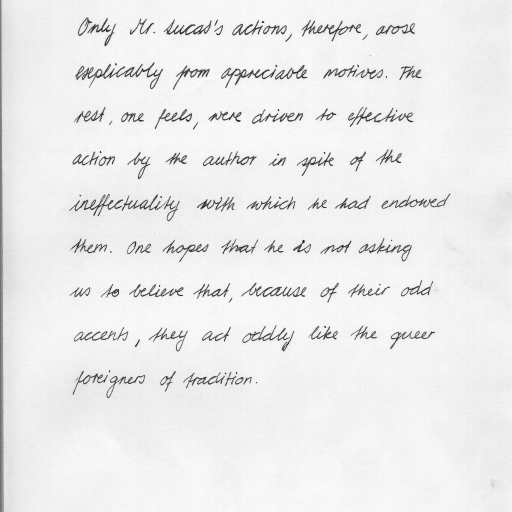 Only Mr. Lucas's actions, therefore, arose
explicably from appreciable motives. The
rest, one feels, were driven to effective
action by the author in spite of the
ineffectuality with which he had endowed
them. One hopes that he is not asking
us to believe that, because of their odd
accents, they act oddly like the queer
foreigners of tradition.